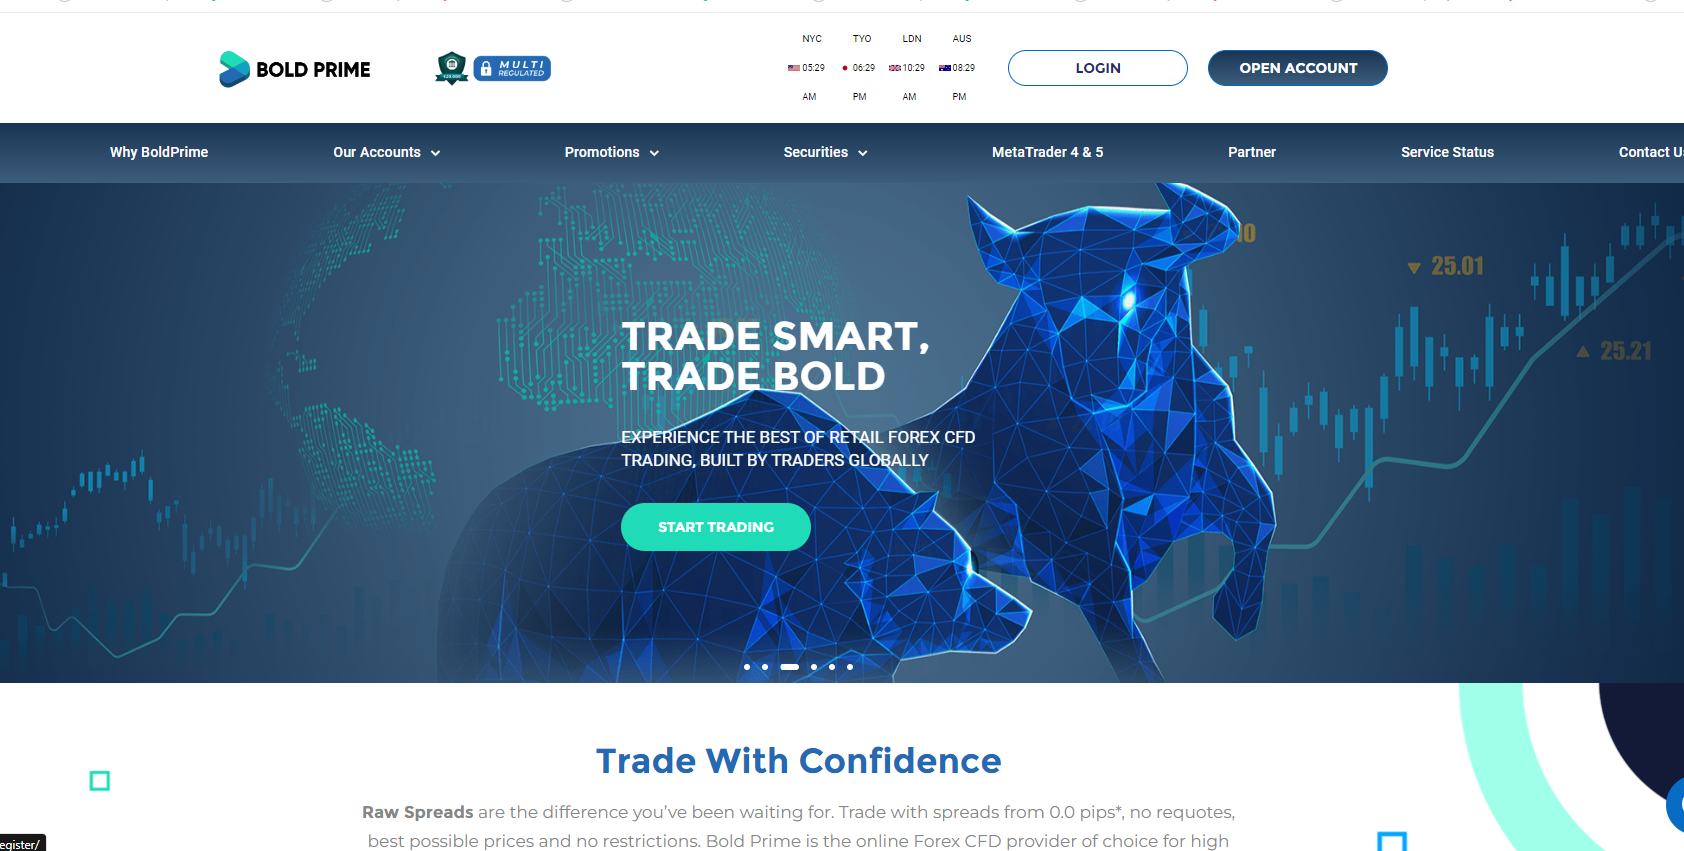 BOLD PRIME
€20,000
MULTI
REGULATED
NYC TYO LDN AUS
05:29 06:29 10:29 08:29
AM PM AM PM
LOGIN
OPEN ACCOUNT
Why BoldPrime Our Accounts Promotions Securities MetaTrader 4 & 5 Partner Service Status Contact Us
25.01
25.21
TRADE SMART,
TRADE BOLD
EXPERIENCE THE BEST OF RETAIL FOREX CFD
TRADING, BUILT BY TRADERS GLOBALLY
START TRADING
Trade With Confidence
Raw Spreads are the difference you’ve been waiting for. Trade with spreads from 0.0 pips*, no requotes,
best possible prices and no restrictions. Bold Prime is the online Forex CFD provider of choice for high
egister/